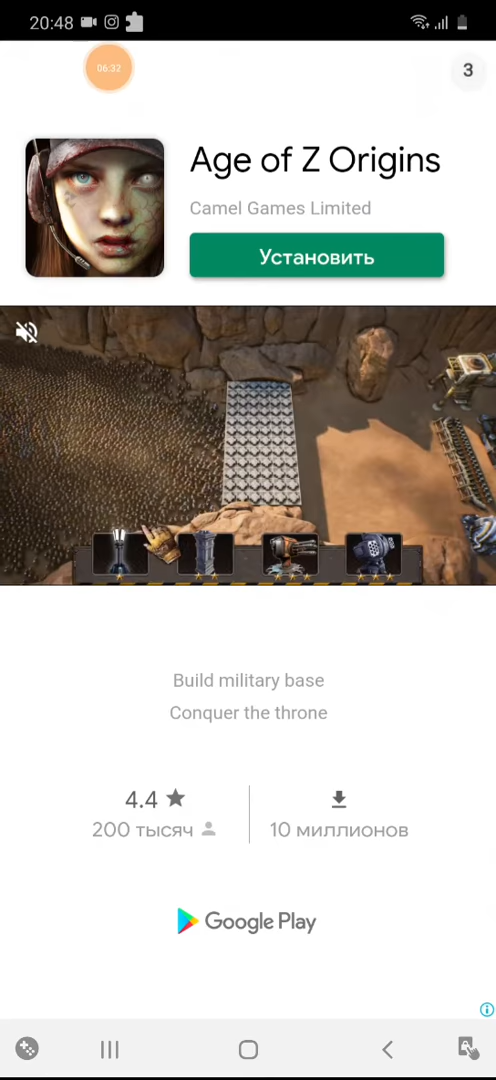 20:48
06:32
3
Age of Z Origins
Camel Games Limited
Установить
Build military base
Conquer the throne
4.4
200 тысяч
10 миллионов
Google Play